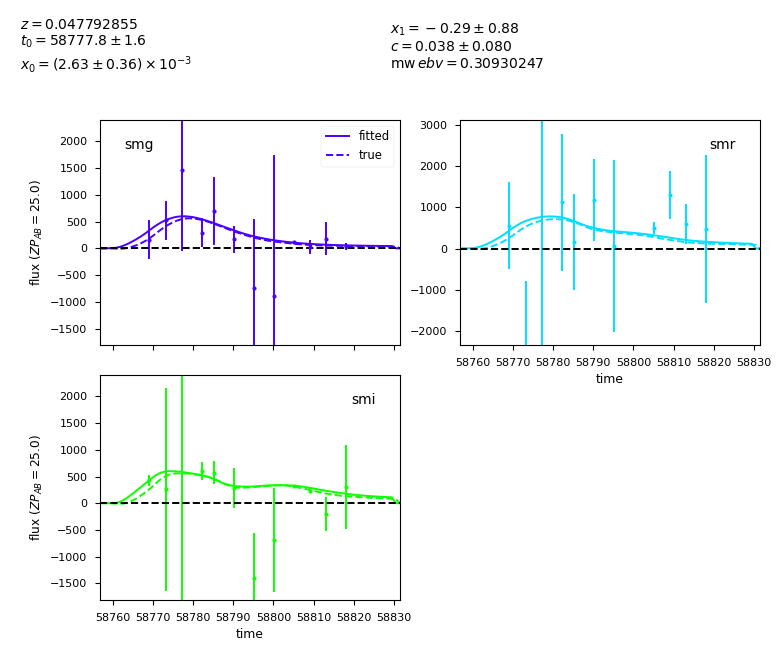 z = 0.047792855
t₀ = 58777.8 ± 1.6
x₀ = (2.63 ± 0.36) × 10⁻³
x₁ = −0.29 ± 0.88
c = 0.038 ± 0.080
mw ebv = 0.30930247
smg
fitted
true
2000
1500
1000
500
0
−500
−1000
−1500
flux (ZP_AB = 25.0)
smr
3000
2000
1000
0
−1000
−2000
58760 58770 58780 58790 58800 58810 58820 58830
time
smi
2000
1500
1000
500
0
−500
−1000
−1500
flux (ZP_AB = 25.0)
58760 58770 58780 58790 58800 58810 58820 58830
time